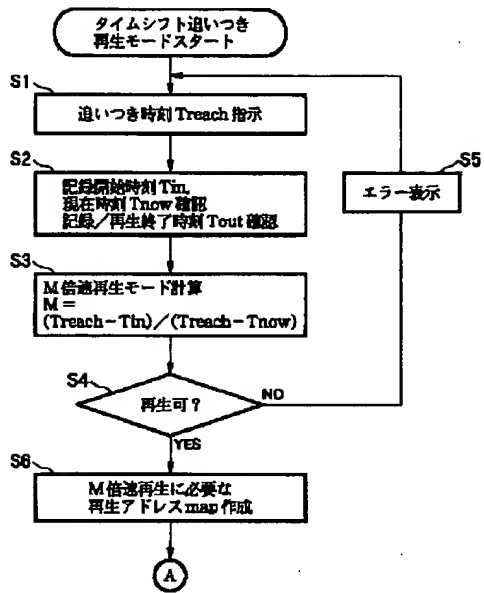 タイムシフト追いつき
再生モードスタート
S1
追いつき時刻Treach指示
S2
記録開始時刻Tin,
現在時刻Tnow確認
記録／再生終了時刻Tout確認
S5
エラー表示
S3
M倍速再生モード計算
M＝
(Treach－Tin)／(Treach－Tnow)
S4
再生可？
NO
YES
S6
M倍速再生に必要な
再生アドレスmap作成
A